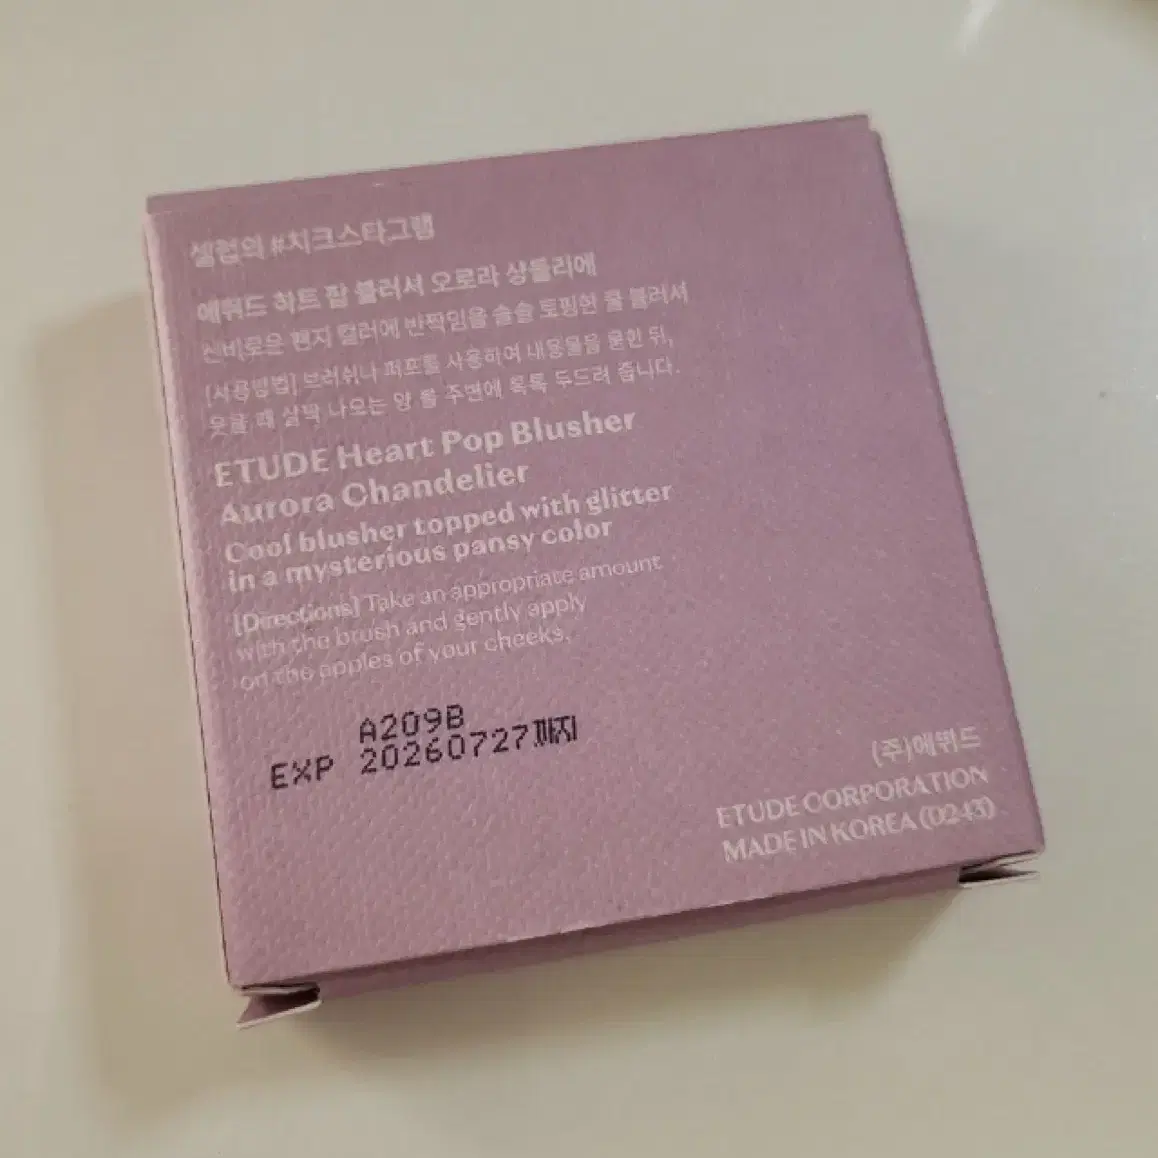 셀럽의 #치크스타그램
에뛰드 하트 팝 블러셔 오로라 샹들리에
신비로운 팬지 컬러에 반짝임을 솔솔 토핑한 쿨 블러셔
[사용방법] 브러쉬나 퍼프를 사용하여 내용물을 묻힌 뒤,
웃을 때 살짝 나오는 양 볼 주변에 톡톡 두드려 줍니다.
ETUDE Heart Pop Blusher
Aurora Chandelier
Cool blusher topped with glitter
in a mysterious pansy color
[Directions] Take an appropriate amount
with the brush and gently apply
on the apples of your cheeks.
A209B
EXP 20260727까지
(주)에뛰드
ETUDE CORPORATION
MADE IN KOREA (D243)